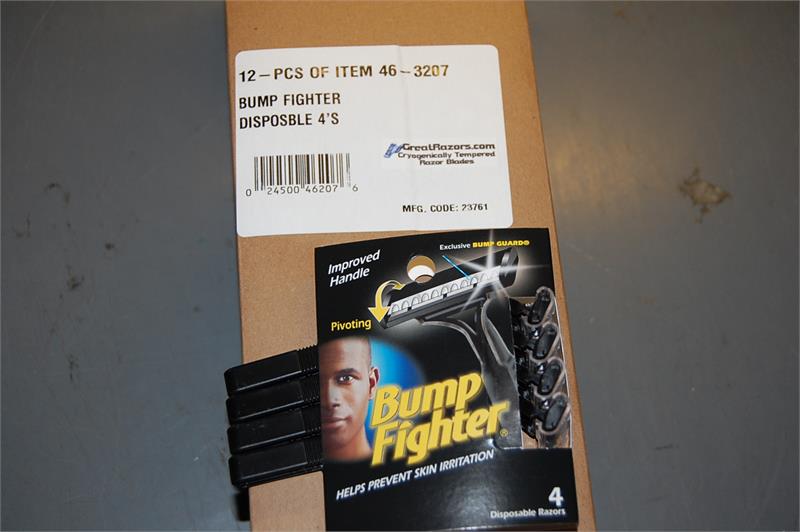 12-PCS OF ITEM 46-3207
BUMP FIGHTER
DISPOSBLE 4'S
GreatRazors.com
Cryogenically Tempered
Razor Blades
0 24500 46207 6
MFG. CODE: 23761
Exclusive BUMP GUARD®
Improved
Handle
Pivoting
Bump
Fighter®
HELPS PREVENT SKIN IRRITATION
4
Disposable Razors